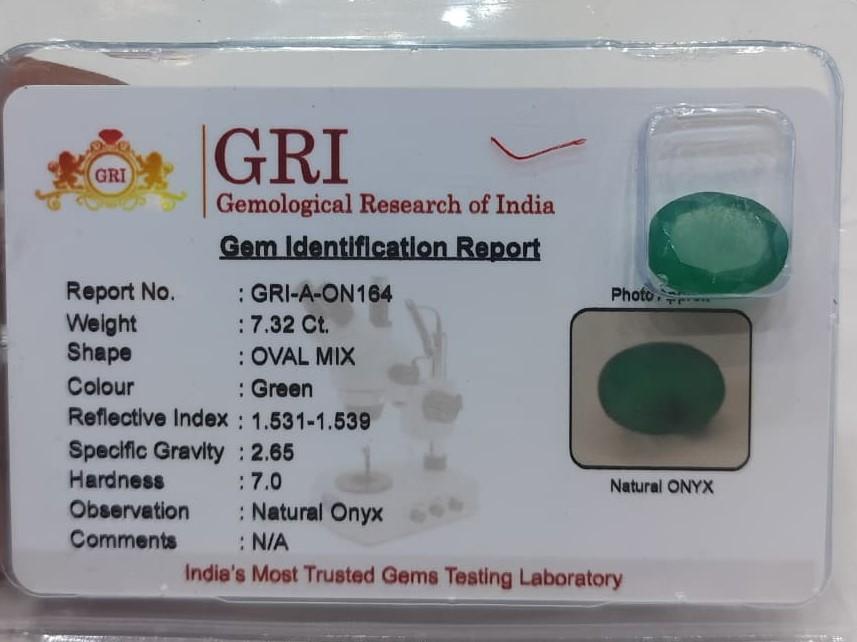 GRI
GRI
Gemological Research of India
Gem Identification Report
Report No. : GRI-A-ON164
Weight : 7.32 Ct.
Shape : OVAL MIX
Colour : Green
Reflective Index : 1.531-1.539
Specific Gravity : 2.65
Hardness : 7.0
Observation : Natural Onyx
Comments : N/A
Photo
Natural ONYX
India's Most Trusted Gems Testing Laboratory